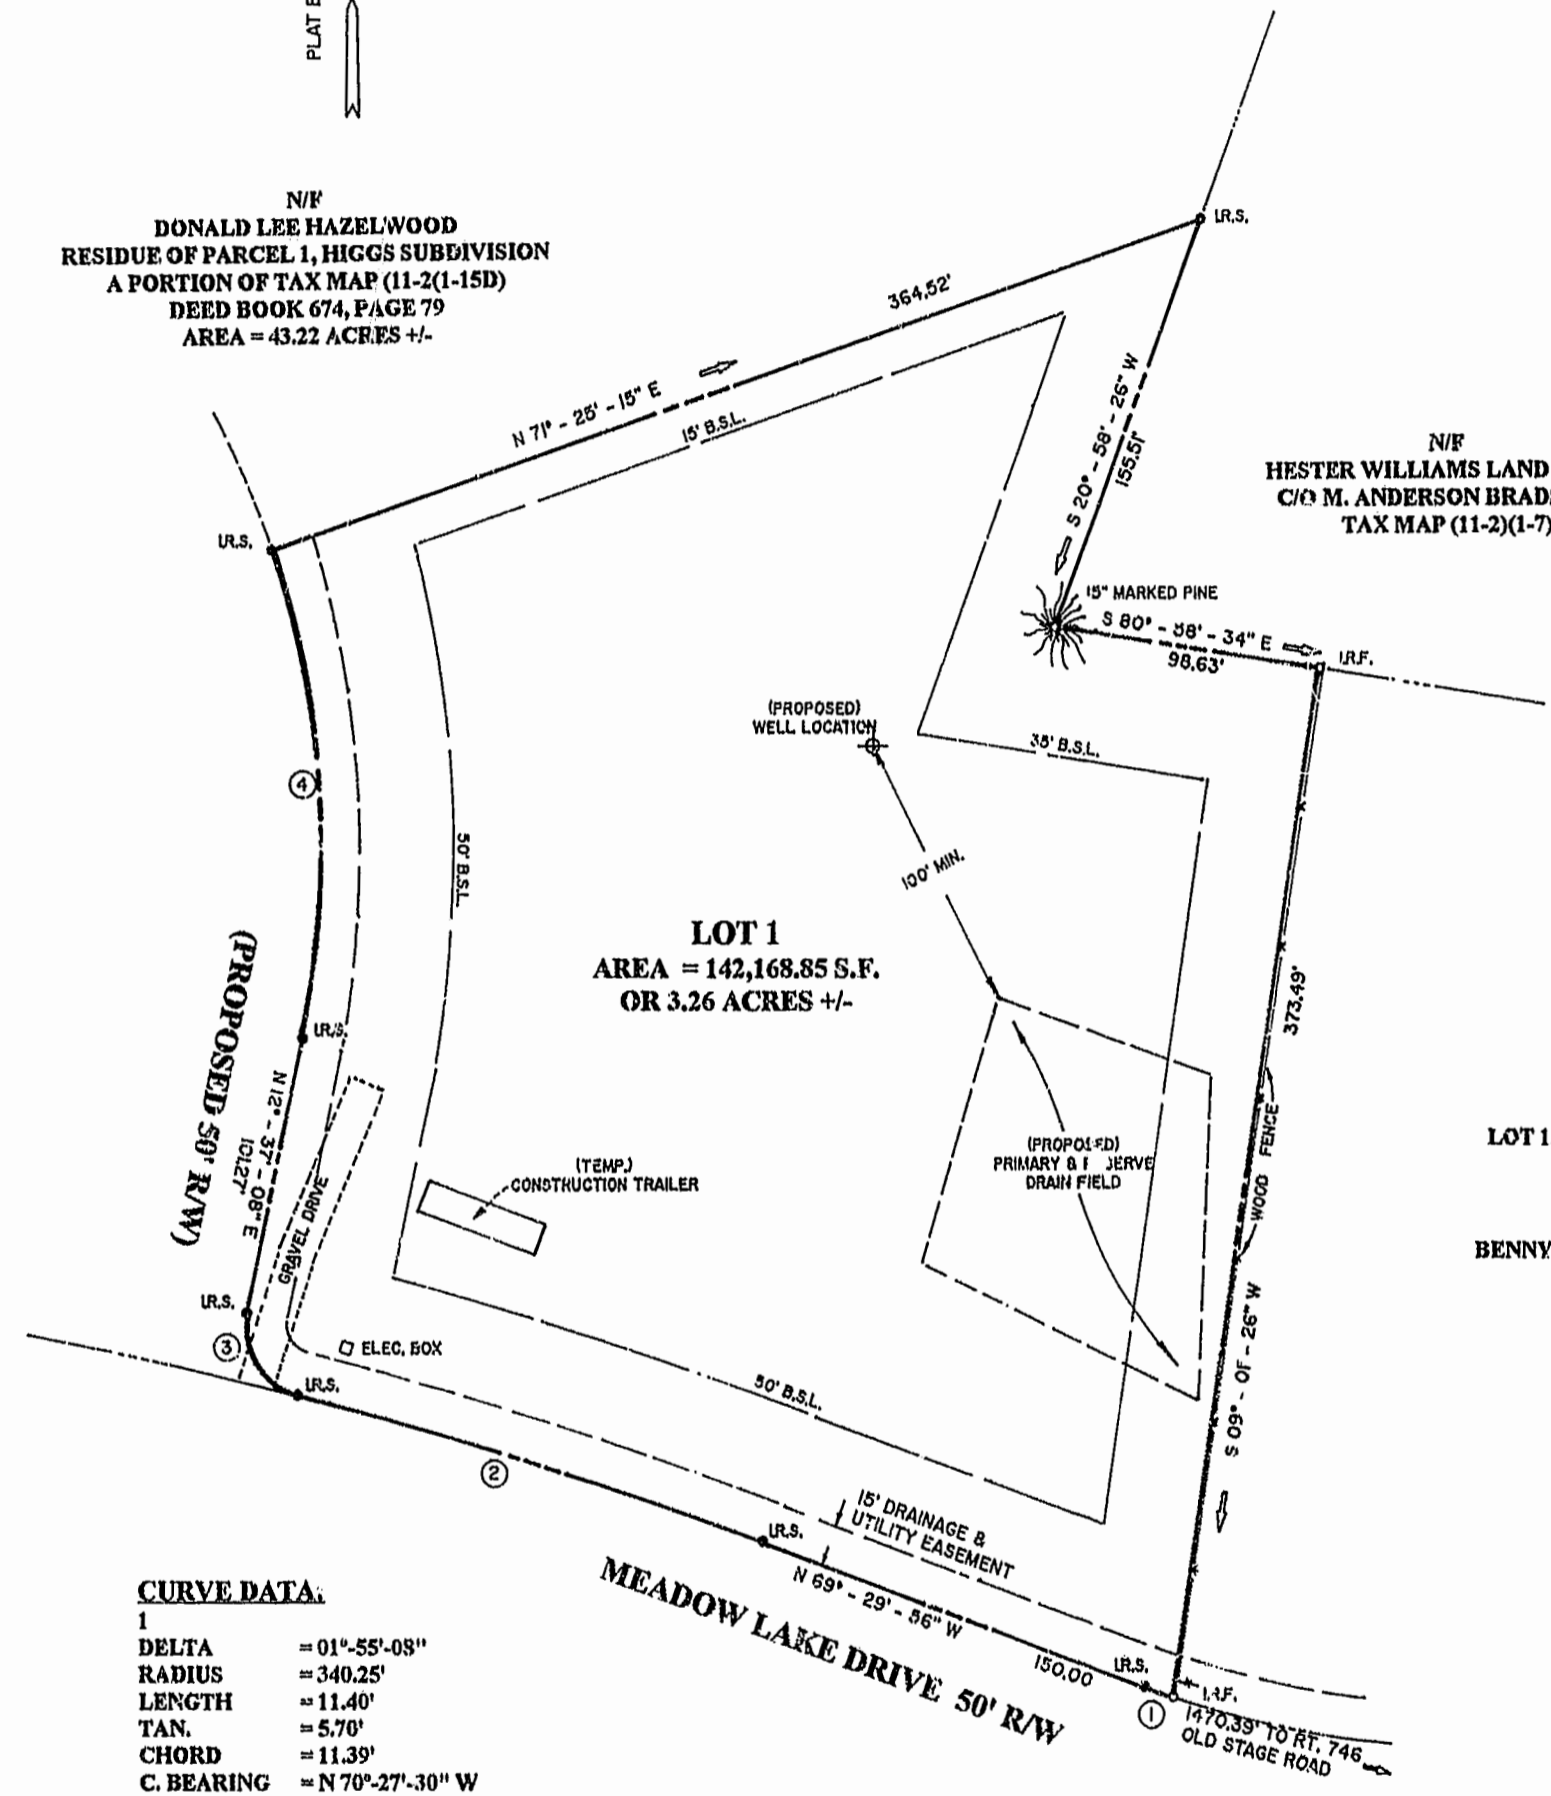 PLAT
N/F
DONALD LEE HAZELWOOD
RESIDUE OF PARCEL 1, HIGGS SUBDIVISION
A PORTION OF TAX MAP (11-2(1-15D)
DEED BOOK 674, PAGE 79
AREA = 43.22 ACRES +/-
I.R.S.
364.52'
N 71° - 25' - 15" E
15' B.S.L.
S 20° - 58' - 26" W
155.51'
N/F
HESTER WILLIAMS LAND
C/O M. ANDERSON BRAD
TAX MAP (11-2)(1-7)
I.R.S.
15" MARKED PINE
S 80° - 58' - 34" E
98.63'
I.R.F.
(PROPOSED)
WELL LOCATION
35' B.S.L.
4
50' B.S.L.
100' MIN.
LOT 1
AREA = 142,168.85 S.F.
OR 3.26 ACRES +/-
373.49'
(PROPOSED 50' R/W)
I.R.S.
N 12° - 37' - 08" E
101.27'
GRAVEL DRIVE
(TEMP.)
CONSTRUCTION TRAILER
(PROPOSED)
PRIMARY &
DRAIN FIELD
WOOD FENCE
LOT 1
BENNY
I.R.S.
3
ELEC. BOX
I.R.S.
50' B.S.L.
S 09° - 01' - 26" W
2
15' DRAINAGE &
UTILITY EASEMENT
I.R.S.
N 69° - 29' - 56" W
150.00
I.R.S.
I.R.F.
1
1470.39' TO RT. 746
OLD STAGE ROAD
MEADOW LAKE DRIVE 50' R/W
CURVE DATA:
1
DELTA = 01°-55'-08"
RADIUS = 340.25'
LENGTH = 11.40'
TAN. = 5.70'
CHORD = 11.39'
C. BEARING = N 70°-27'-30" W